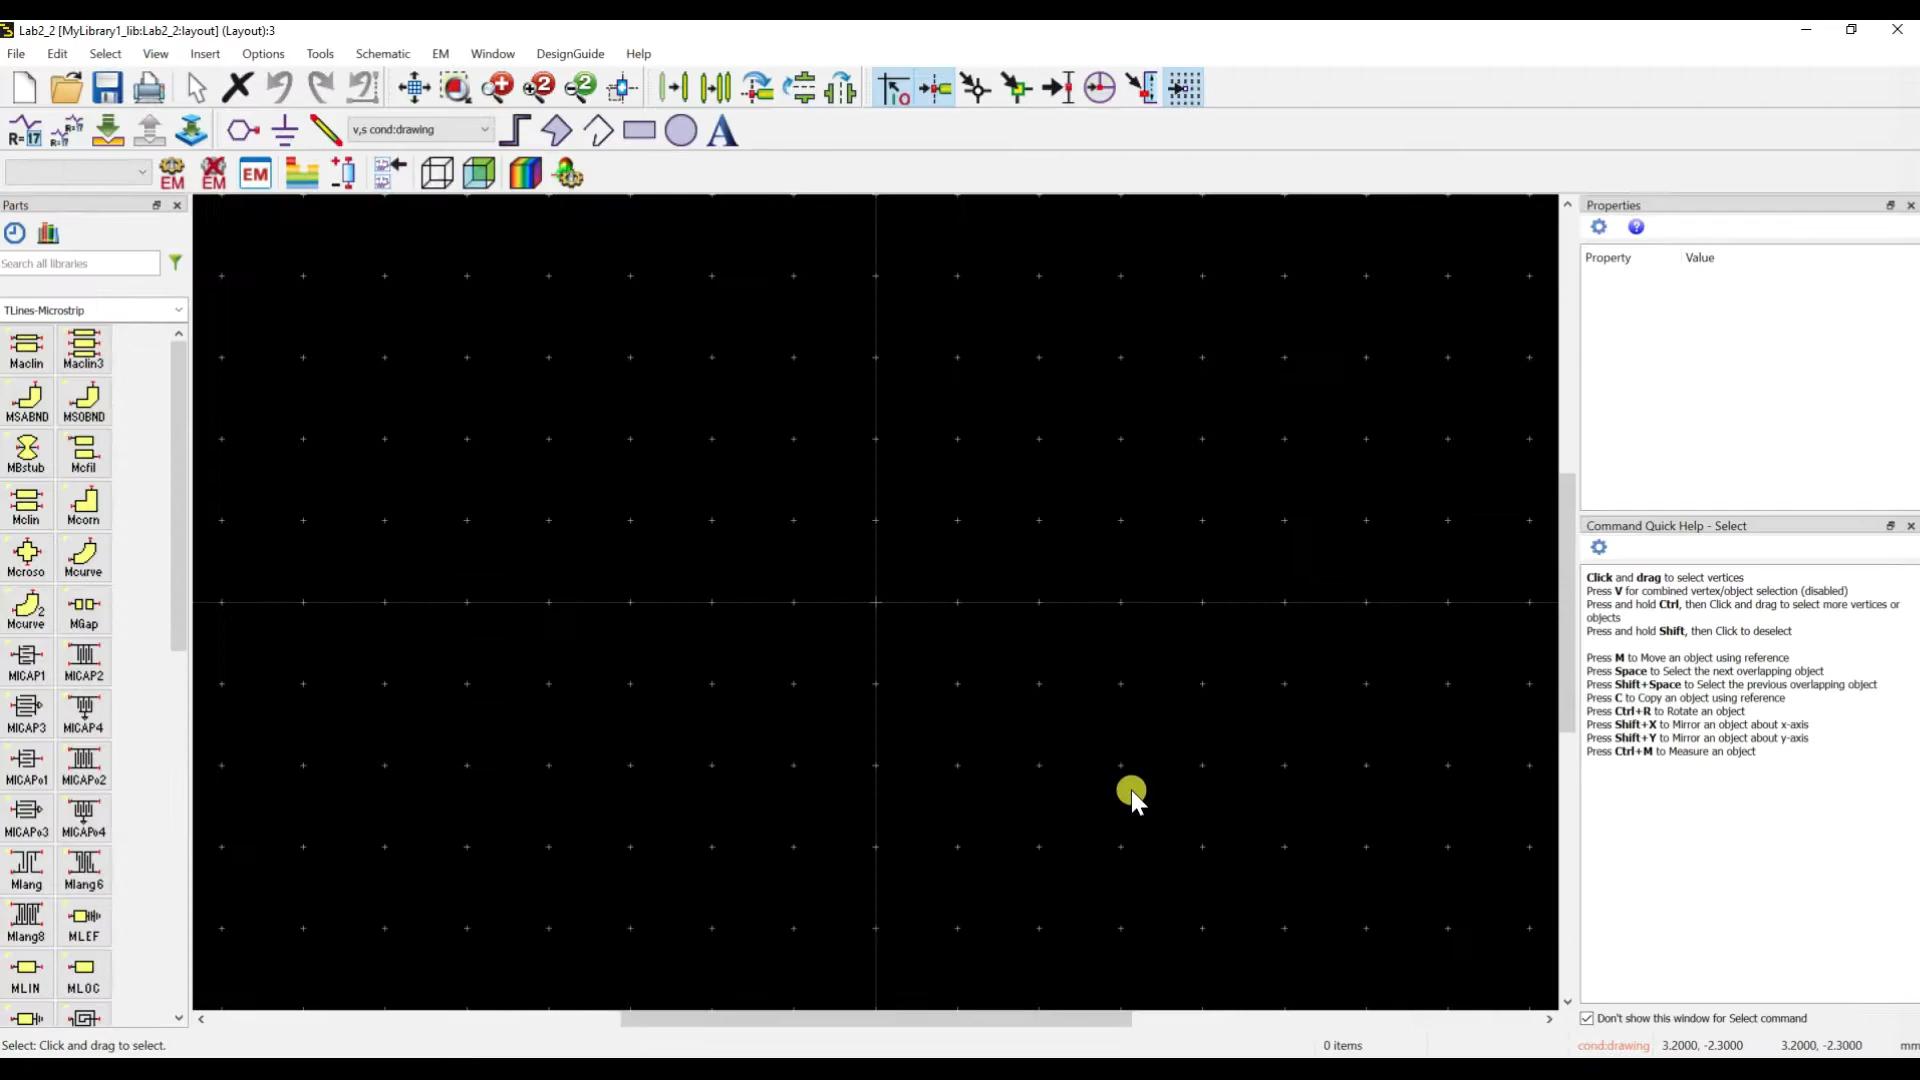 Lab2_2 [MyLibrary1_lib:Lab2_2:layout] (Layout):3
File Edit Select View Insert Options Tools Schematic EM Window DesignGuide Help
v,s cond:drawing
EM EM EM
Parts
Search all libraries
TLines-Microstrip
Maclin Maclin3
MSABND MSOBND
MBstub Mcfil
Mclin Mcorn
Mcroso Mcurve
Mcurve MGap
MICAP1 MICAP2
MICAP3 MICAP4
MICAPo1 MICAPo2
MICAPo3 MICAPo4
Mlang Mlang6
Mlang8 MLEF
MLIN MLOC
Properties
Property Value
Command Quick Help - Select
Click and drag to select vertices
Press V for combined vertex/object selection (disabled)
Press and hold Ctrl, then Click and drag to select more vertices or
objects
Press and hold Shift, then Click to deselect
Press M to Move an object using reference
Press Space to Select the next overlapping object
Press Shift+Space to Select the previous overlapping object
Press C to Copy an object using reference
Press Ctrl+R to Rotate an object
Press Shift+X to Mirror an object about x-axis
Press Shift+Y to Mirror an object about y-axis
Press Ctrl+M to Measure an object
Don't show this window for Select command
Select: Click and drag to select.
0 items
cond:drawing 3.2000, -2.3000 3.2000, -2.3000 mm